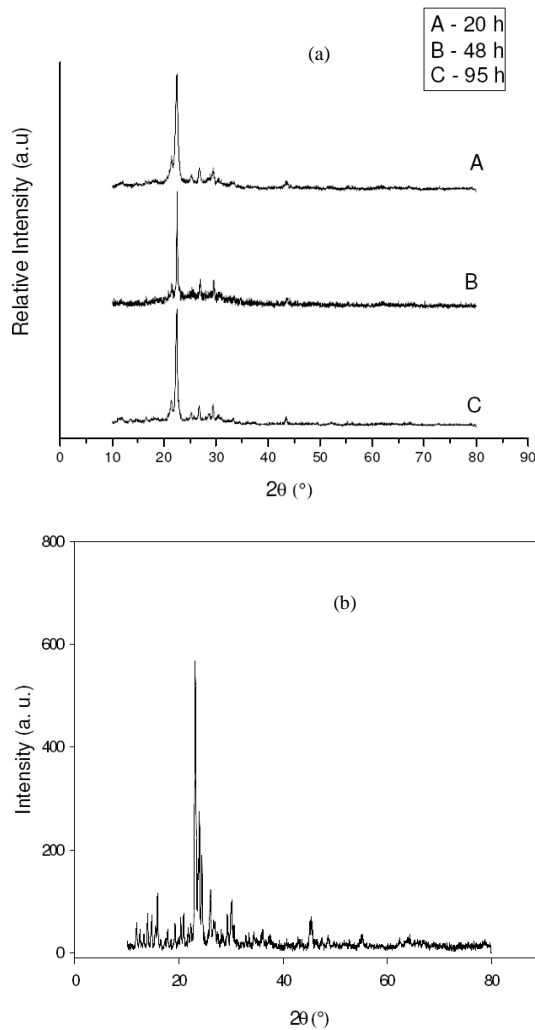 (a)
A - 20 h
B - 48 h
C - 95 h
Relative Intensity (a.u)
A
B
C
0 10 20 30 40 50 60 70 80 90
2θ (°)
(b)
Intensity (a. u.)
800
600
400
200
0
0 20 40 60 80
2θ (°)